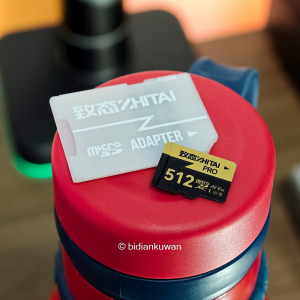 致态ZHITAI
micro SD ADAPTER
致态ZHITAI
PRO
512
© bidiankuwan